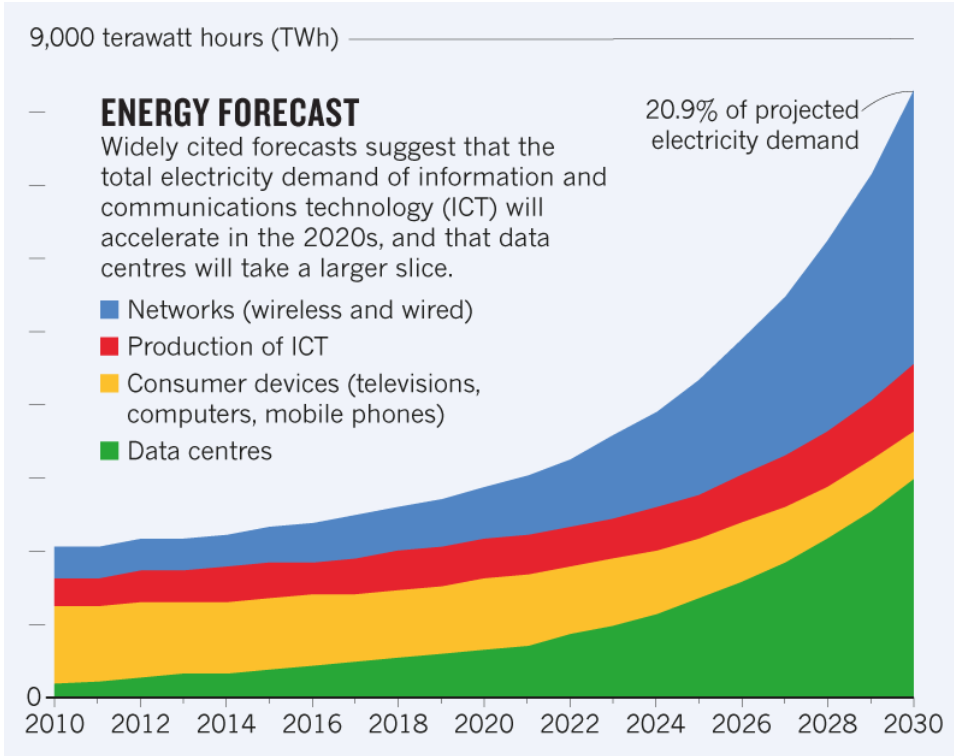 9,000 terawatt hours (TWh)
ENERGY FORECAST
Widely cited forecasts suggest that the
total electricity demand of information and
communications technology (ICT) will
accelerate in the 2020s, and that data
centres will take a larger slice.
20.9% of projected
electricity demand
Networks (wireless and wired)
Production of ICT
Consumer devices (televisions,
computers, mobile phones)
Data centres
0
2010 2012 2014 2016 2018 2020 2022 2024 2026 2028 2030